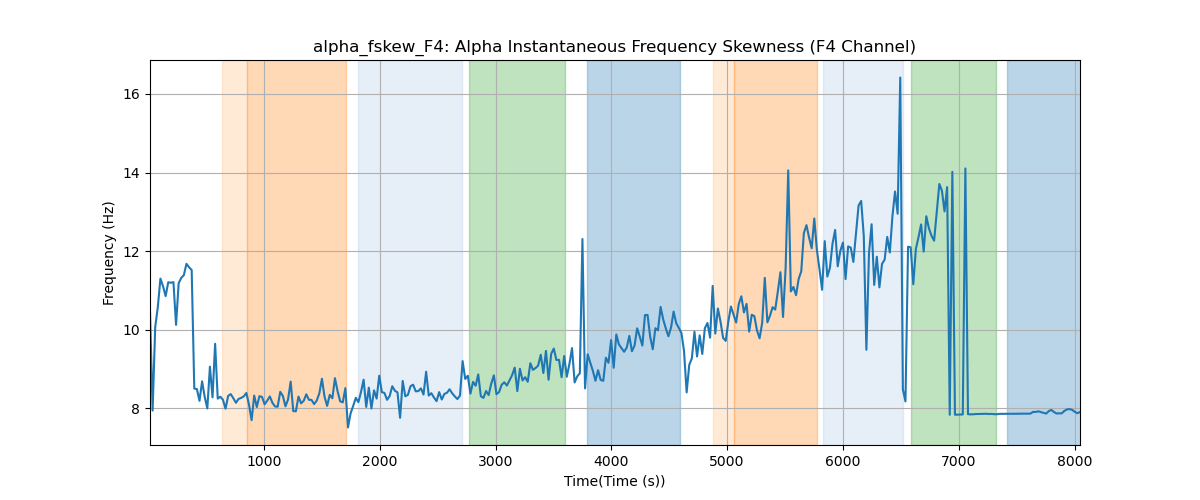 alpha_fskew_F4: Alpha Instantaneous Frequency Skewness (F4 Channel)
Frequency (Hz)
16
14
12
10
8
1000 2000 3000 4000 5000 6000 7000 8000
Time(Time (s))